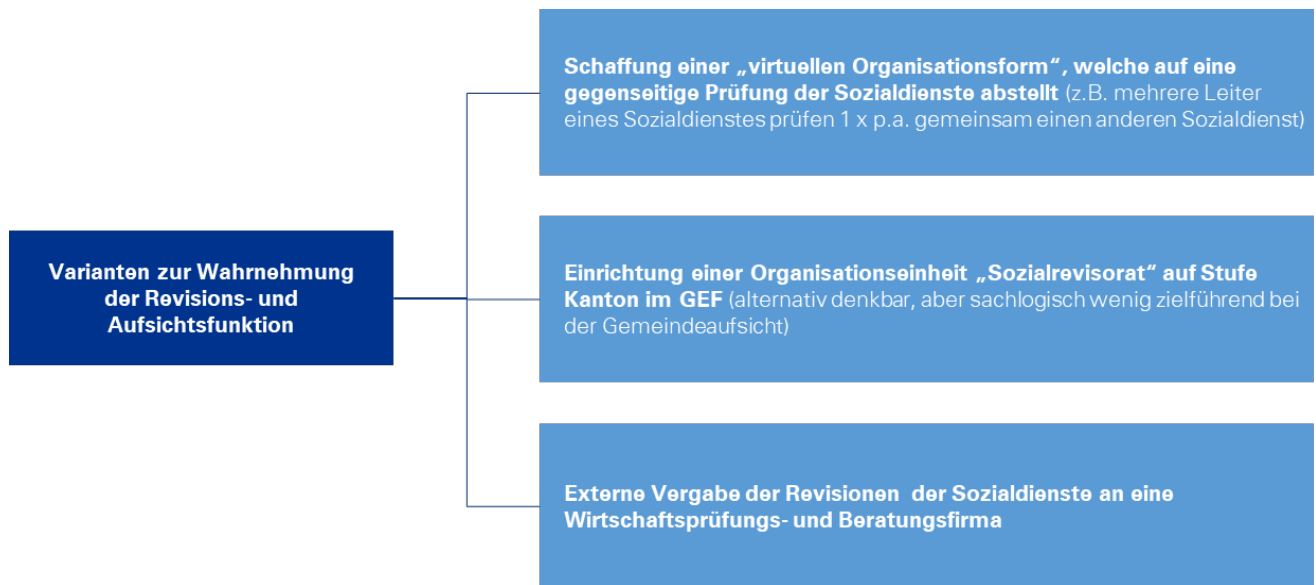 Schaffung einer „virtuellen Organisationsform“, welche auf eine
gegenseitige Prüfung der Sozialdienste abstellt (z.B. mehrere Leiter
eines Sozialdienstes prüfen 1 x p.a. gemeinsam einen anderen Sozialdienst)
Varianten zur Wahrnehmung
der Revisions- und
Aufsichtsfunktion
Einrichtung einer Organisationseinheit „Sozialrevisorat“ auf Stufe
Kanton im GEF (alternativ denkbar, aber sachlogisch wenig zielführend bei
der Gemeindeaufsicht)
Externe Vergabe der Revisionen der Sozialdienste an eine
Wirtschaftsprüfungs- und Beratungsfirma